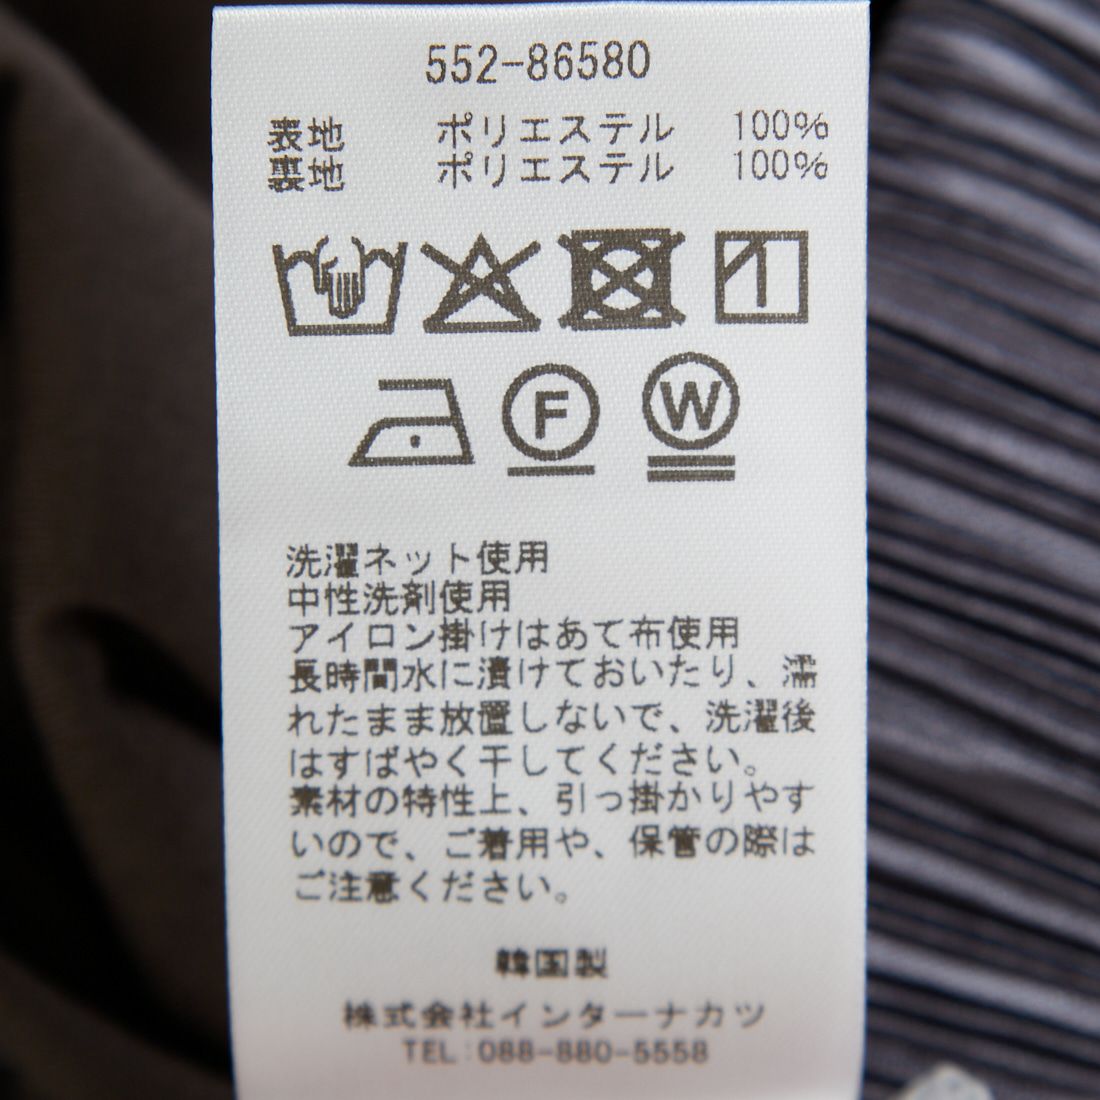 552-86580
表地 ポリエステル 100%
裏地 ポリエステル 100%
F W
洗濯ネット使用
中性洗剤使用
アイロン掛けはあて布使用
長時間水に漬けておいたり、濡
れたまま放置しないで、洗濯後
はすばやく干してください。
素材の特性上、引っ掛かりやす
いので、ご着用や、保管の際は
ご注意ください。
韓国製
株式会社インターナカツ
TEL:088-880-5558